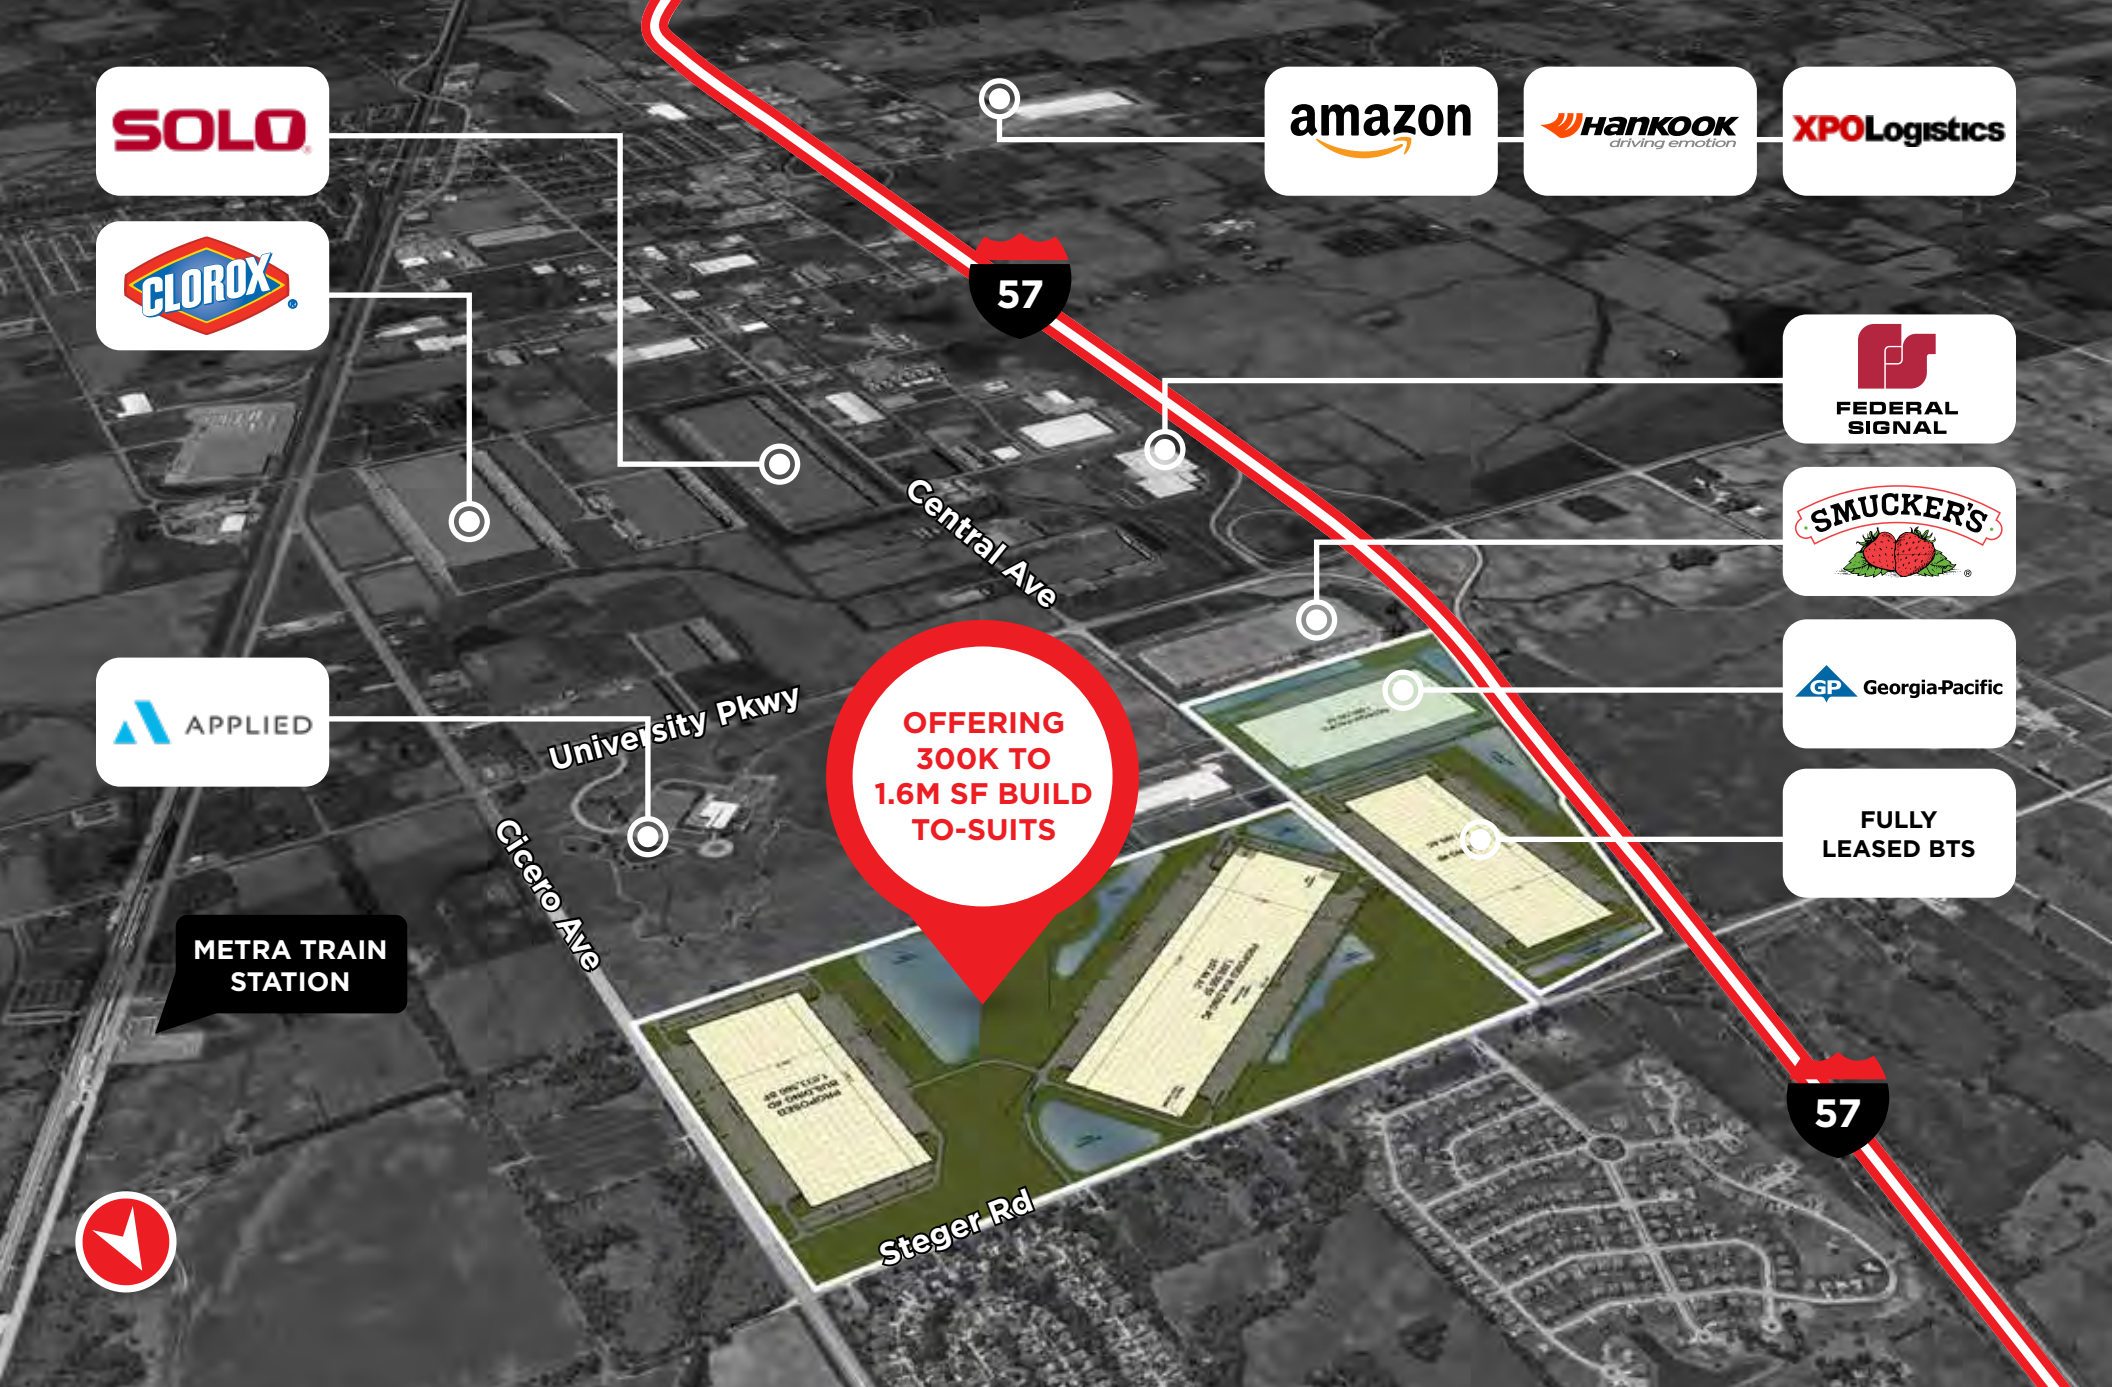 SOLO
CLOROX
amazon
HANKOOK
driving emotion
XPOLogistics
57
FEDERAL
SIGNAL
SMUCKER'S
GP Georgia-Pacific
FULLY
LEASED BTS
APPLIED
Central Ave
University Pkwy
OFFERING
300K TO
1.6M SF BUILD
TO-SUITS
Cicero Ave
METRA TRAIN
STATION
PROPOSED
BUILDING
Steger Rd
57